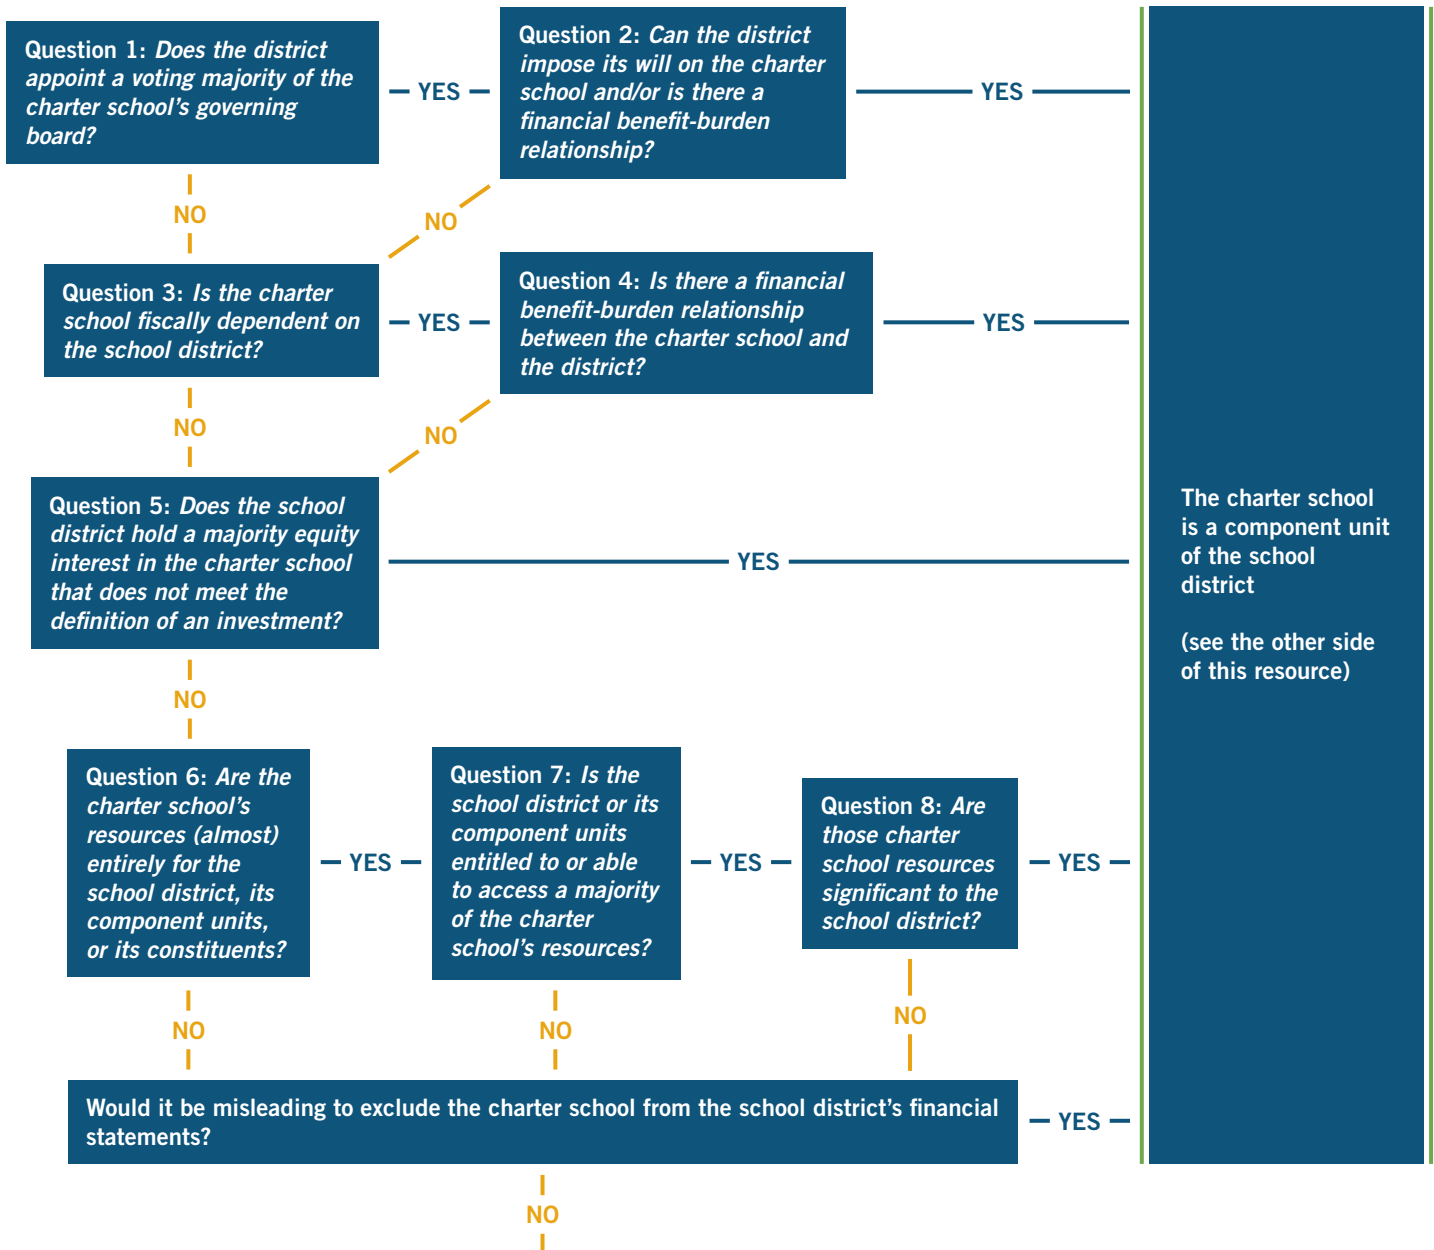 Question 1: Does the district
appoint a voting majority of the
charter school's governing
board?
YES
Question 2: Can the district
impose its will on the charter
school and/or is there a
financial benefit-burden
relationship?
YES
NO
NO
Question 3: Is the charter
school fiscally dependent on
the school district?
YES
Question 4: Is there a financial
benefit-burden relationship
between the charter school and
the district?
YES
NO
NO
Question 5: Does the school
district hold a majority equity
interest in the charter school
that does not meet the
definition of an investment?
YES
The charter school
is a component unit
of the school
district
(see the other side
of this resource)
NO
Question 6: Are the
charter school's
resources (almost)
entirely for the
school district, its
component units,
or its constituents?
YES
Question 7: Is the
school district or its
component units
entitled to or able
to access a majority
of the charter
school's resources?
YES
Question 8: Are
those charter
school resources
significant to the
school district?
YES
NO
NO
NO
Would it be misleading to exclude the charter school from the school district's financial
statements?
YES
NO